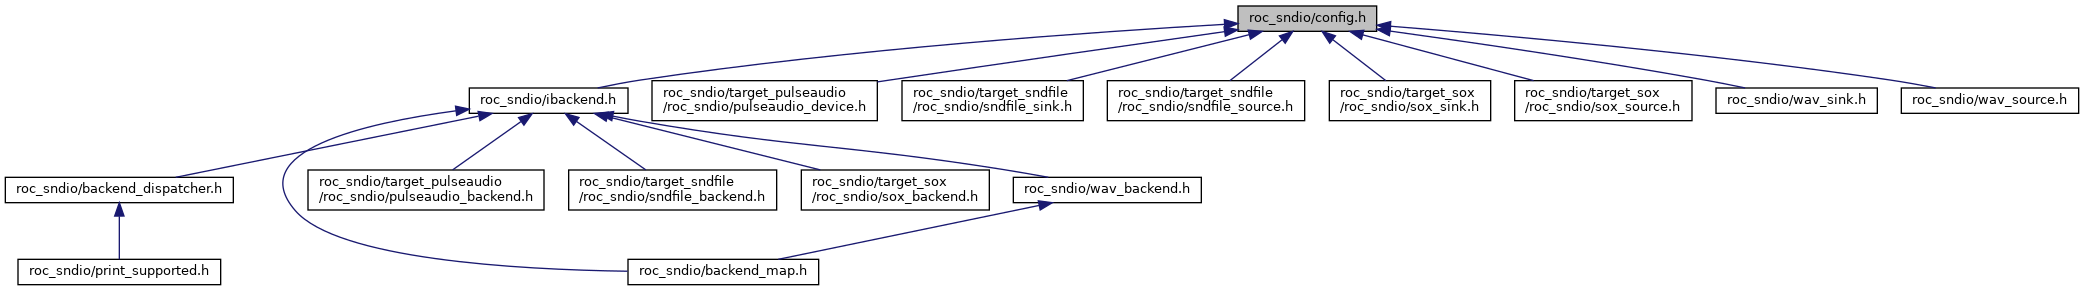 roc_sndio/config.h
roc_sndio/ibackend.h
roc_sndio/target_pulseaudio
/roc_sndio/pulseaudio_device.h
roc_sndio/target_sndfile
/roc_sndio/sndfile_sink.h
roc_sndio/target_sndfile
/roc_sndio/sndfile_source.h
roc_sndio/target_sox
/roc_sndio/sox_sink.h
roc_sndio/target_sox
/roc_sndio/sox_source.h
roc_sndio/wav_sink.h
roc_sndio/wav_source.h
roc_sndio/backend_dispatcher.h
roc_sndio/target_pulseaudio
/roc_sndio/pulseaudio_backend.h
roc_sndio/target_sndfile
/roc_sndio/sndfile_backend.h
roc_sndio/target_sox
/roc_sndio/sox_backend.h
roc_sndio/wav_backend.h
roc_sndio/print_supported.h
roc_sndio/backend_map.h